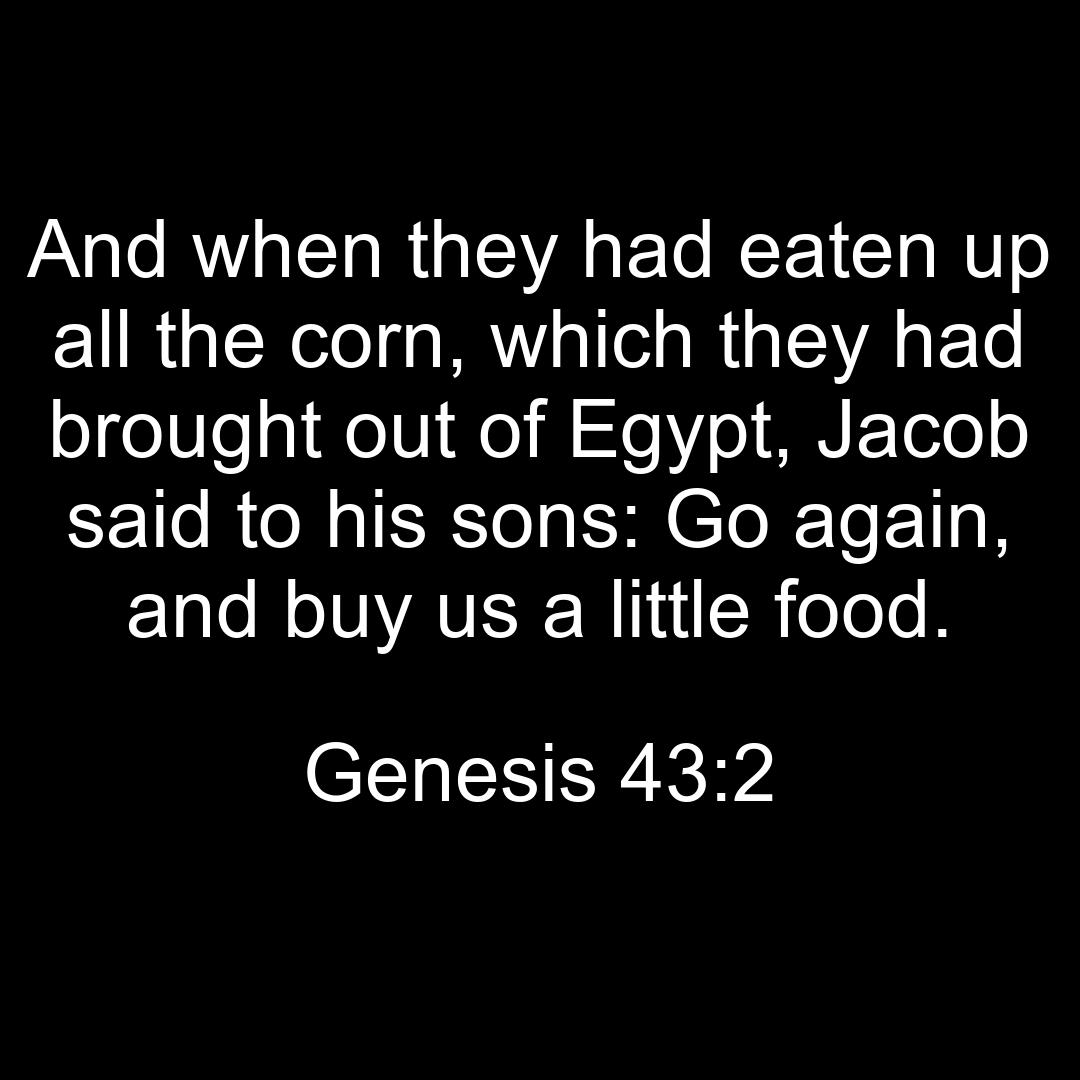 And when they had eaten up
all the corn, which they had
brought out of Egypt, Jacob
said to his sons: Go again,
and buy us a little food.
Genesis 43:2